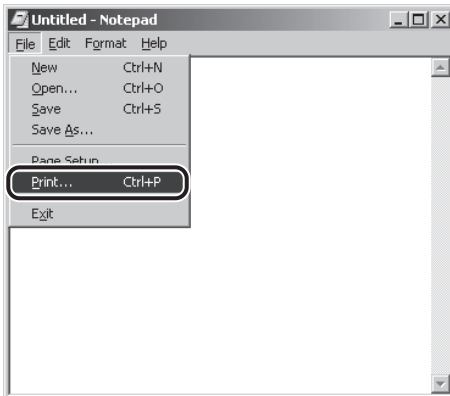 Untitled - Notepad
File Edit Format Help
New Ctrl+N
Open... Ctrl+O
Save Ctrl+S
Save As...
Page Setup...
Print... Ctrl+P
Exit